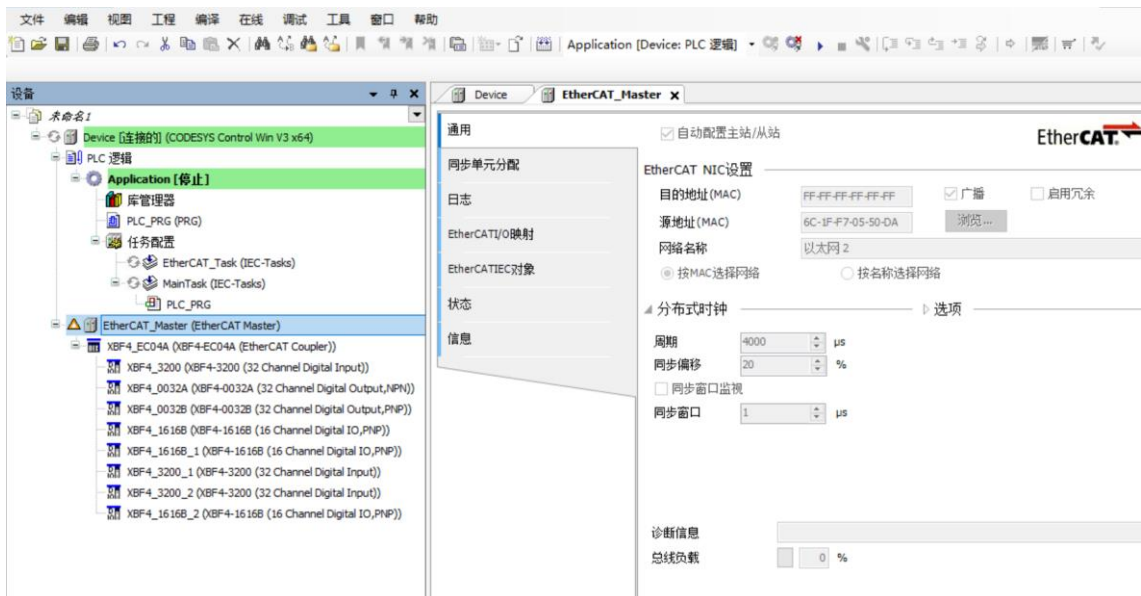 文件 编辑 视图 工程 编译 在线 调试 工具 窗口 帮助
Application [Device: PLC 逻辑]
设备
未命名1
Device [连接的] (CODESYS Control Win V3 x64)
PLC 逻辑
Application [停止]
库管理器
PLC_PRG (PRG)
任务配置
EtherCAT_Task (IEC-Tasks)
MainTask (IEC-Tasks)
PLC_PRG
EtherCAT_Master (EtherCAT Master)
XBF4_EC04A (XBF4-EC04A (EtherCAT Coupler))
XBF4_3200 (XBF4-3200 (32 Channel Digital Input))
XBF4_0032A (XBF4-0032A (32 Channel Digital Output,NPN))
XBF4_0032B (XBF4-0032B (32 Channel Digital Output,PNP))
XBF4_1616B (XBF4-1616B (16 Channel Digital IO,PNP))
XBF4_1616B_1 (XBF4-1616B (16 Channel Digital IO,PNP))
XBF4_3200_1 (XBF4-3200 (32 Channel Digital Input))
XBF4_3200_2 (XBF4-3200 (32 Channel Digital Input))
XBF4_1616B_2 (XBF4-1616B (16 Channel Digital IO,PNP))
Device EtherCAT_Master
通用
同步单元分配
日志
EtherCATI/O映射
EtherCATIEC对象
状态
信息
自动配置主站/从站
EtherCAT.
EtherCAT NIC设置
目的地址(MAC) FF-FF-FF-FF-FF-FF 广播 启用冗余
源地址(MAC) 6C-1F-F7-05-50-DA 浏览...
网络名称 以太网 2
按MAC选择网络 按名称选择网络
分布式时钟 选项
周期 4000 µs
同步偏移 20 %
同步窗口监视
同步窗口 1 µs
诊断信息
总线负载 0 %